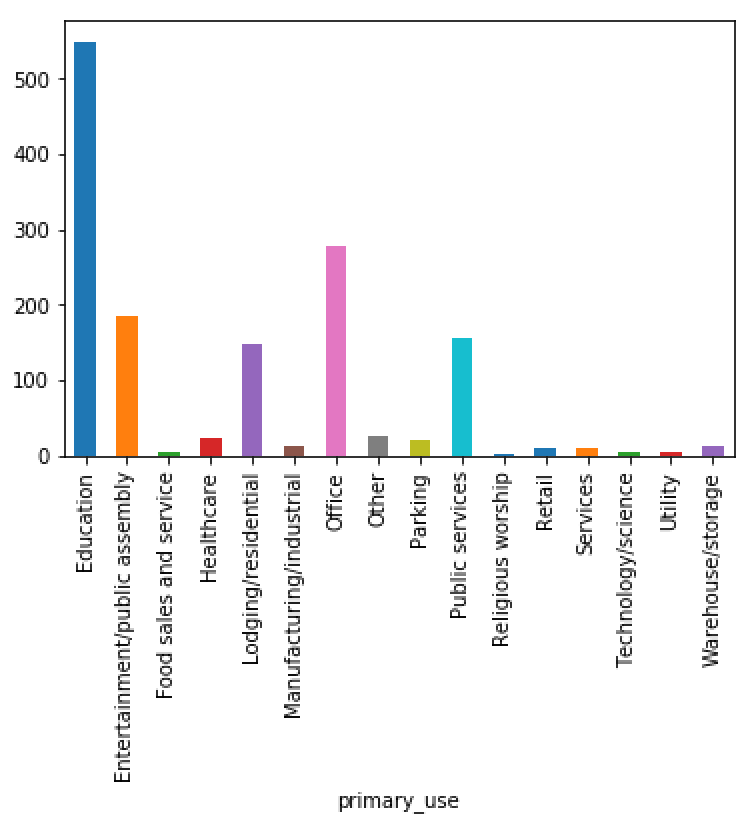 500
400
300
200
100
0
Education
Entertainment/public assembly
Food sales and service
Healthcare
Lodging/residential
Manufacturing/industrial
Office
Other
Parking
Public services
Religious worship
Retail
Services
Technology/science
Utility
Warehouse/storage
primary_use